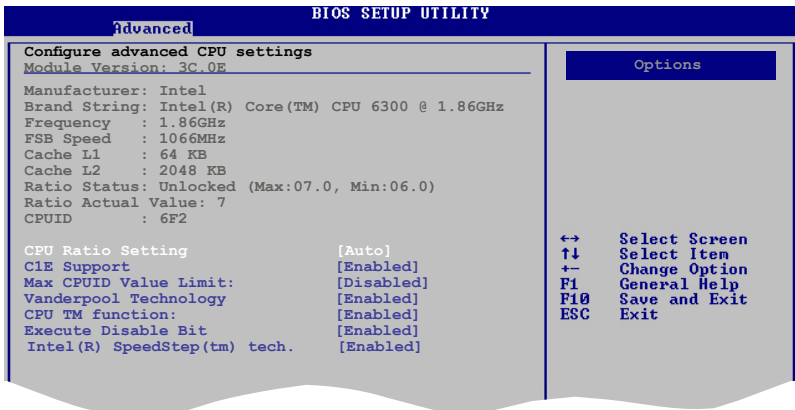 BIOS SETUP UTILITY
Advanced
Configure advanced CPU settings
Module Version: 3C.0E
Manufacturer: Intel
Brand String: Intel(R) Core(TM) CPU 6300 @ 1.86GHz
Frequency : 1.86GHz
FSB Speed : 1066MHz
Cache L1 : 64 KB
Cache L2 : 2048 KB
Ratio Status: Unlocked (Max:07.0, Min:06.0)
Ratio Actual Value: 7
CPUID : 6F2
CPU Ratio Setting [Auto]
C1E Support [Enabled]
Max CPUID Value Limit: [Disabled]
Vanderpool Technology [Enabled]
CPU TM function: [Enabled]
Execute Disable Bit [Enabled]
Intel(R) SpeedStep(tm) tech. [Enabled]
Options
←→ Select Screen
↑↓ Select Item
+- Change Option
F1 General Help
F10 Save and Exit
ESC Exit